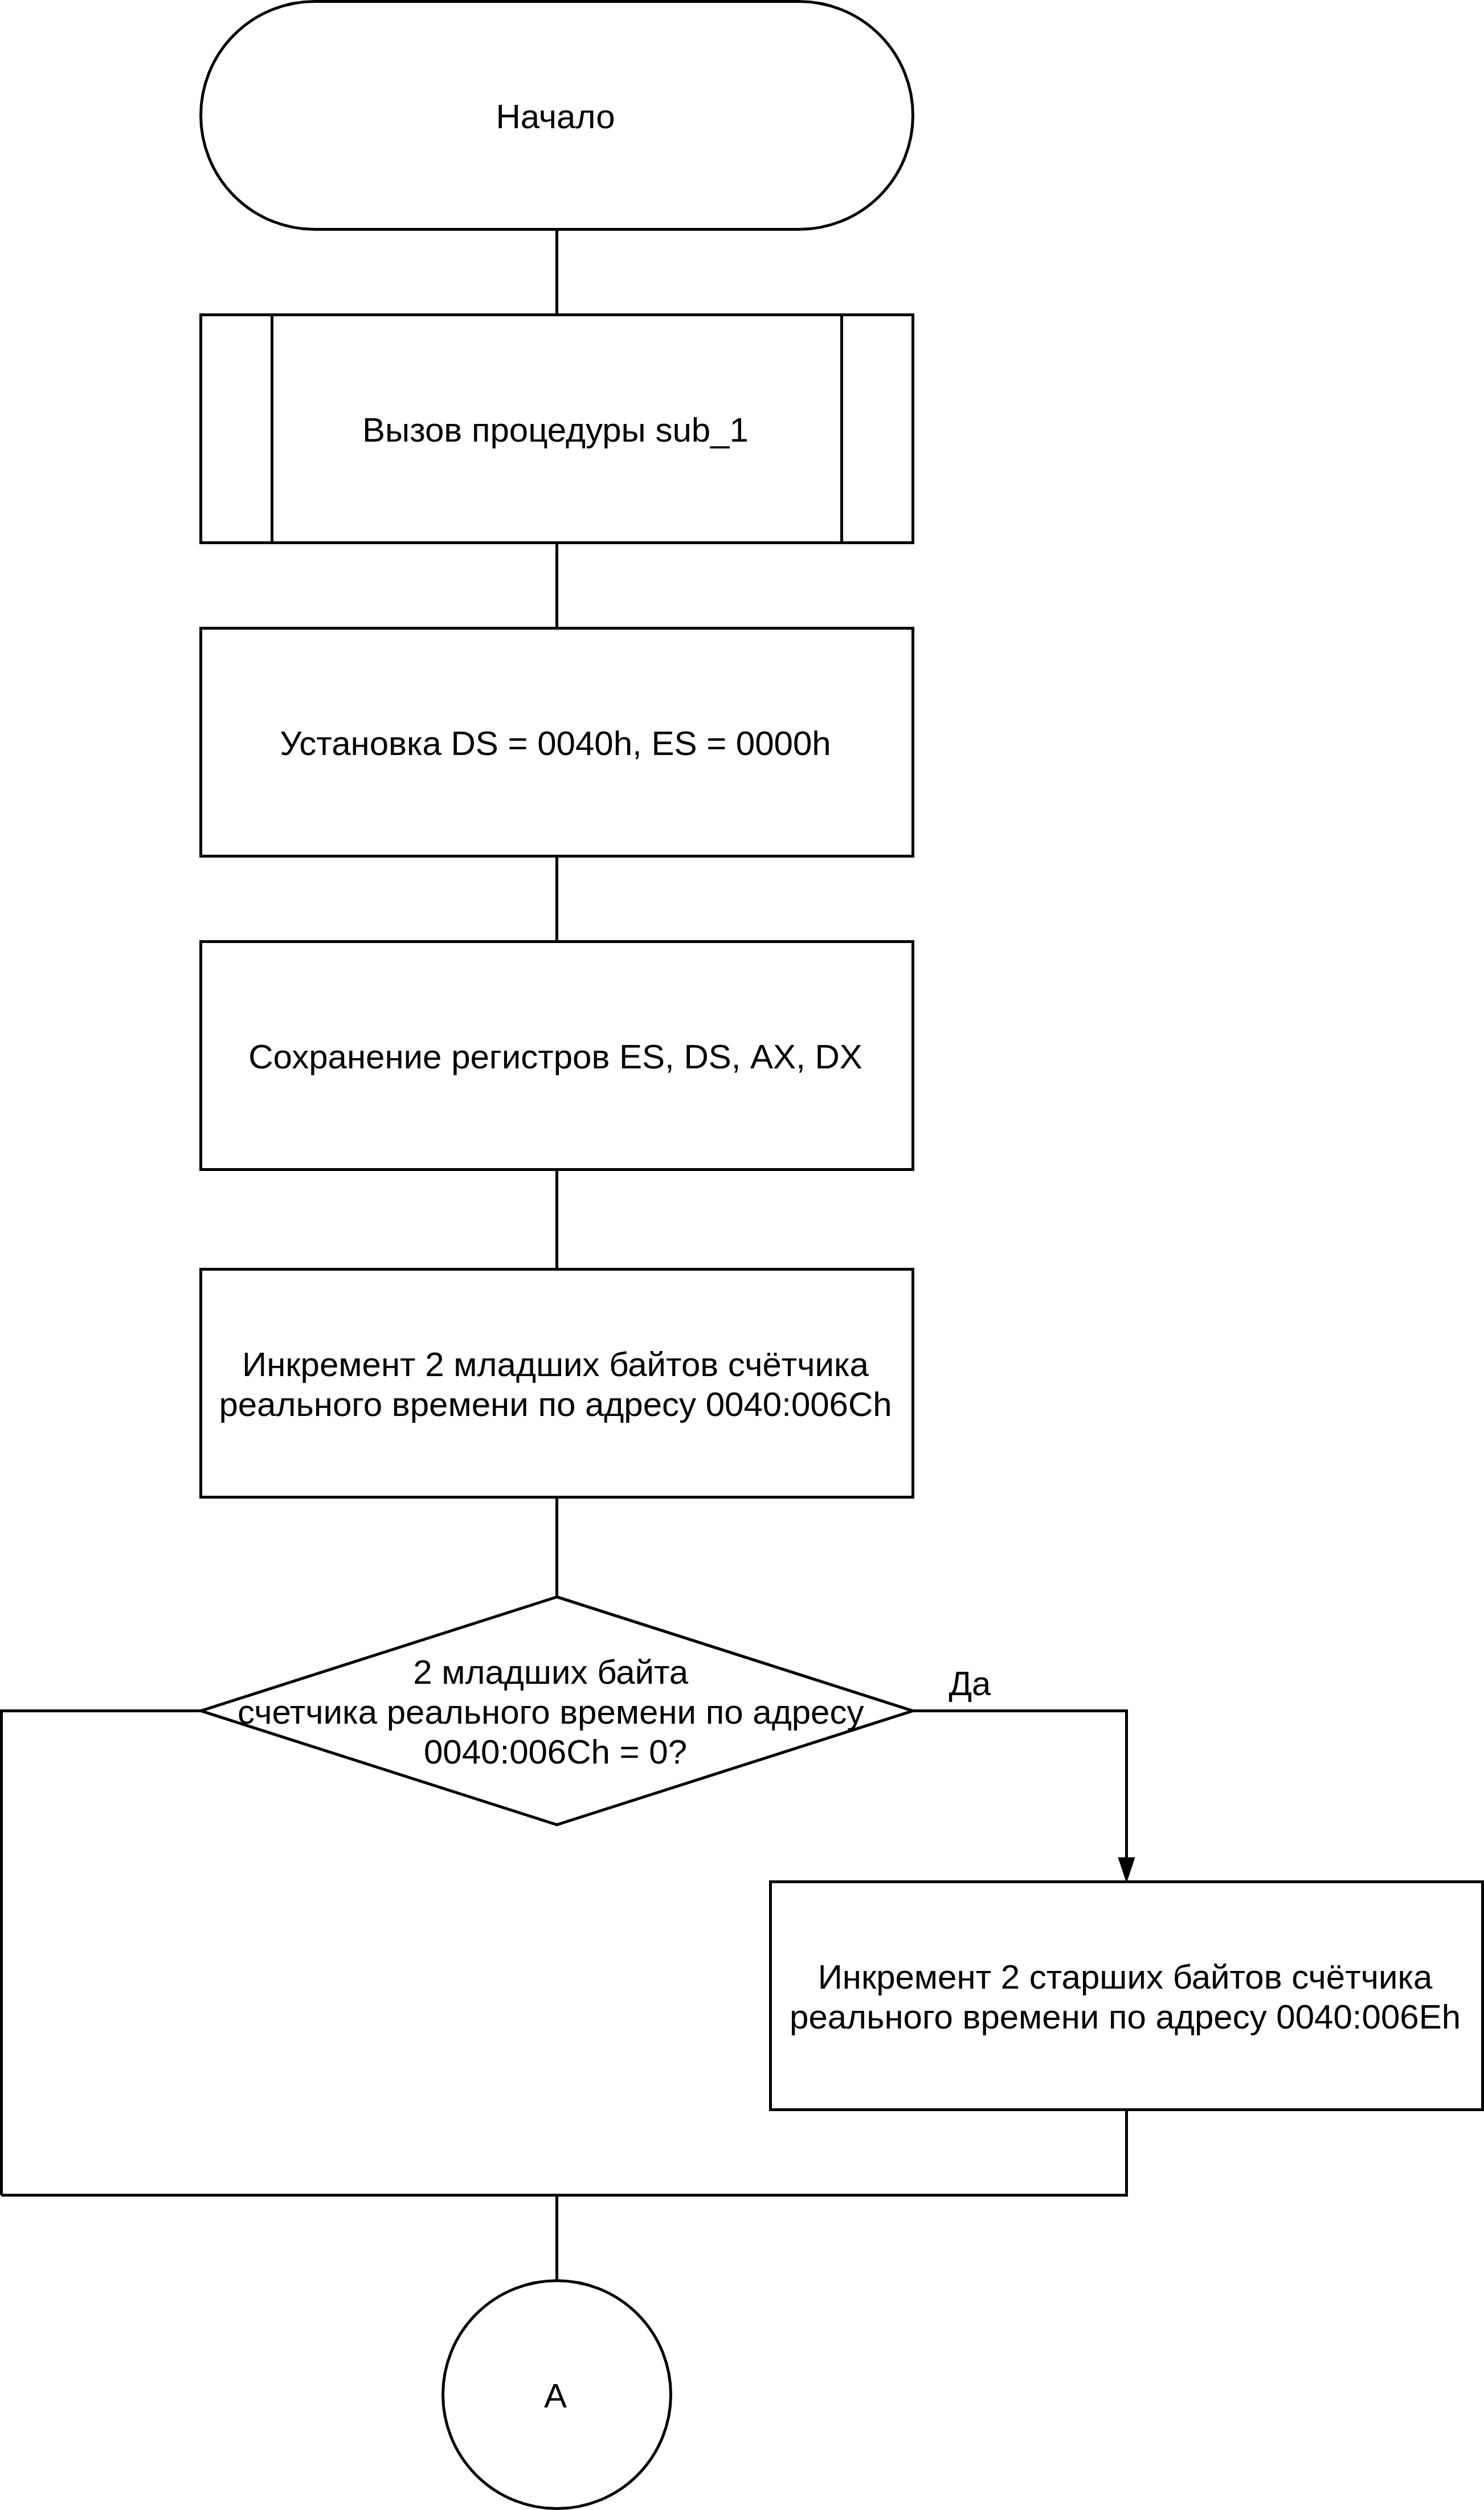 Начало
Вызов процедуры sub_1
Установка DS = 0040h, ES = 0000h
Сохранение регистров ES, DS, AX, DX
Инкремент 2 младших байтов счётчика
реального времени по адресу 0040:006Ch
2 младших байта
счетчика реального времени по адресу
0040:006Ch = 0?
Да
Инкремент 2 старших байтов счётчика
реального времени по адресу 0040:006Eh
A